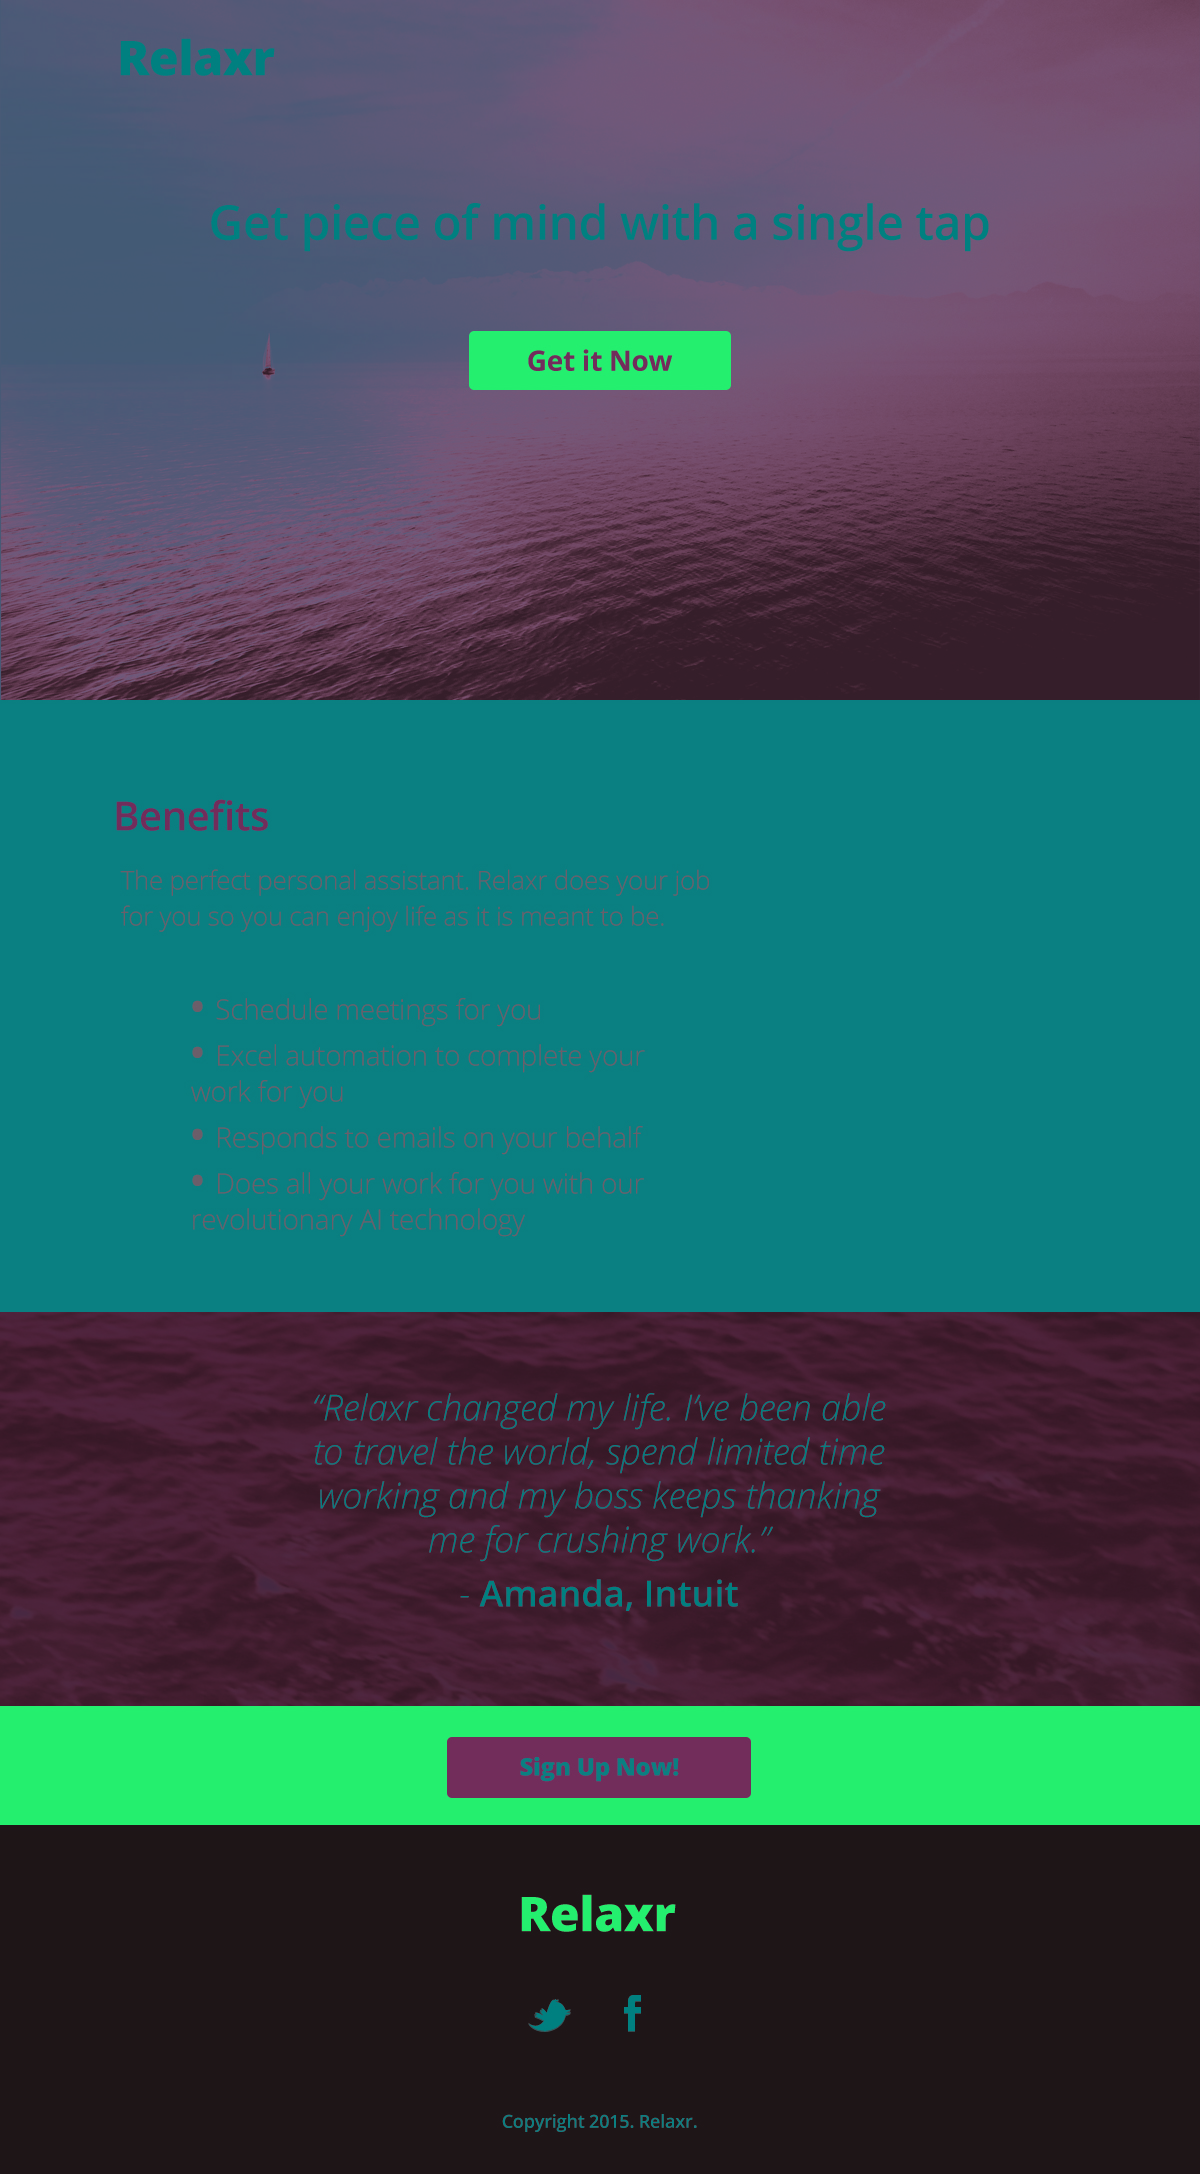 Relaxr
Get piece of mind with a single tap
Get it Now
Benefits
The perfect personal assistant. Relaxr does your job
for you so you can enjoy life as it is meant to be.
• Schedule meetings for you
• Excel automation to complete your
work for you
• Responds to emails on your behalf
• Does all your work for you with our
revolutionary AI technology
“Relaxr changed my life. I’ve been able
to travel the world, spend limited time
working and my boss keeps thanking
me for crushing work.”
- Amanda, Intuit
Sign Up Now!
Relaxr
Copyright 2015. Relaxr.